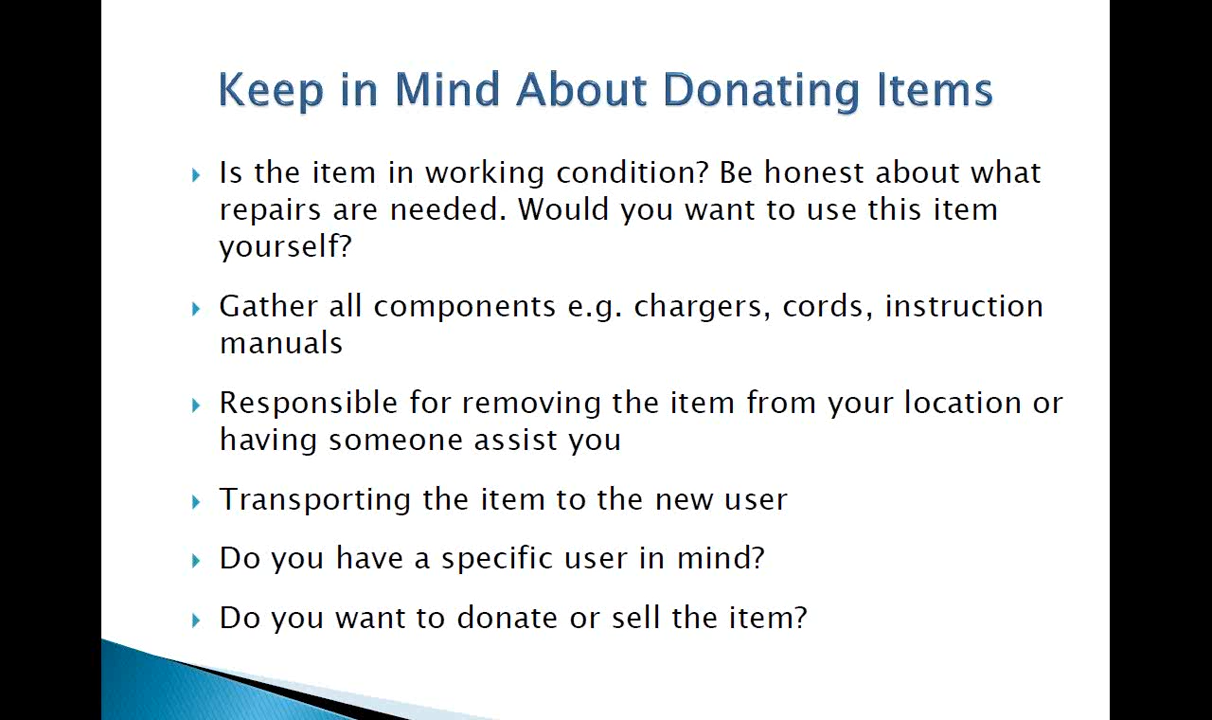 Keep in Mind About Donating Items
Is the item in working condition? Be honest about what
repairs are needed. Would you want to use this item
yourself?
Gather all components e.g. chargers, cords, instruction
manuals
Responsible for removing the item from your location or
having someone assist you
Transporting the item to the new user
Do you have a specific user in mind?
Do you want to donate or sell the item?